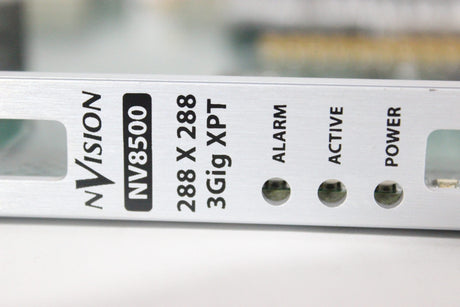 nVISION
NV8500
288 X 288
3Gig XPT
ALARM
ACTIVE
POWER